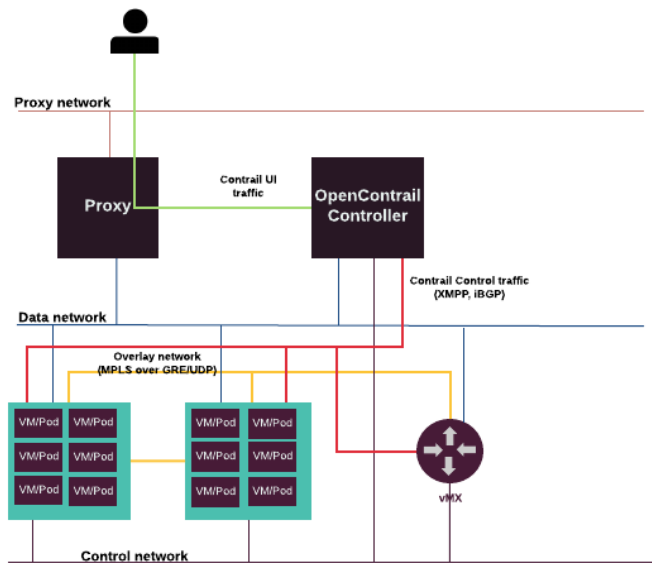 Proxy network
Contrail UI
traffic
Proxy
OpenContrail
Controller
Contrail Control traffic
(XMPP, iBGP)
Data network
Overlay network
(MPLS over GRE/UDP)
VM/Pod VM/Pod VM/Pod VM/Pod
VM/Pod VM/Pod VM/Pod VM/Pod
VM/Pod VM/Pod VM/Pod VM/Pod
vMX
Control network